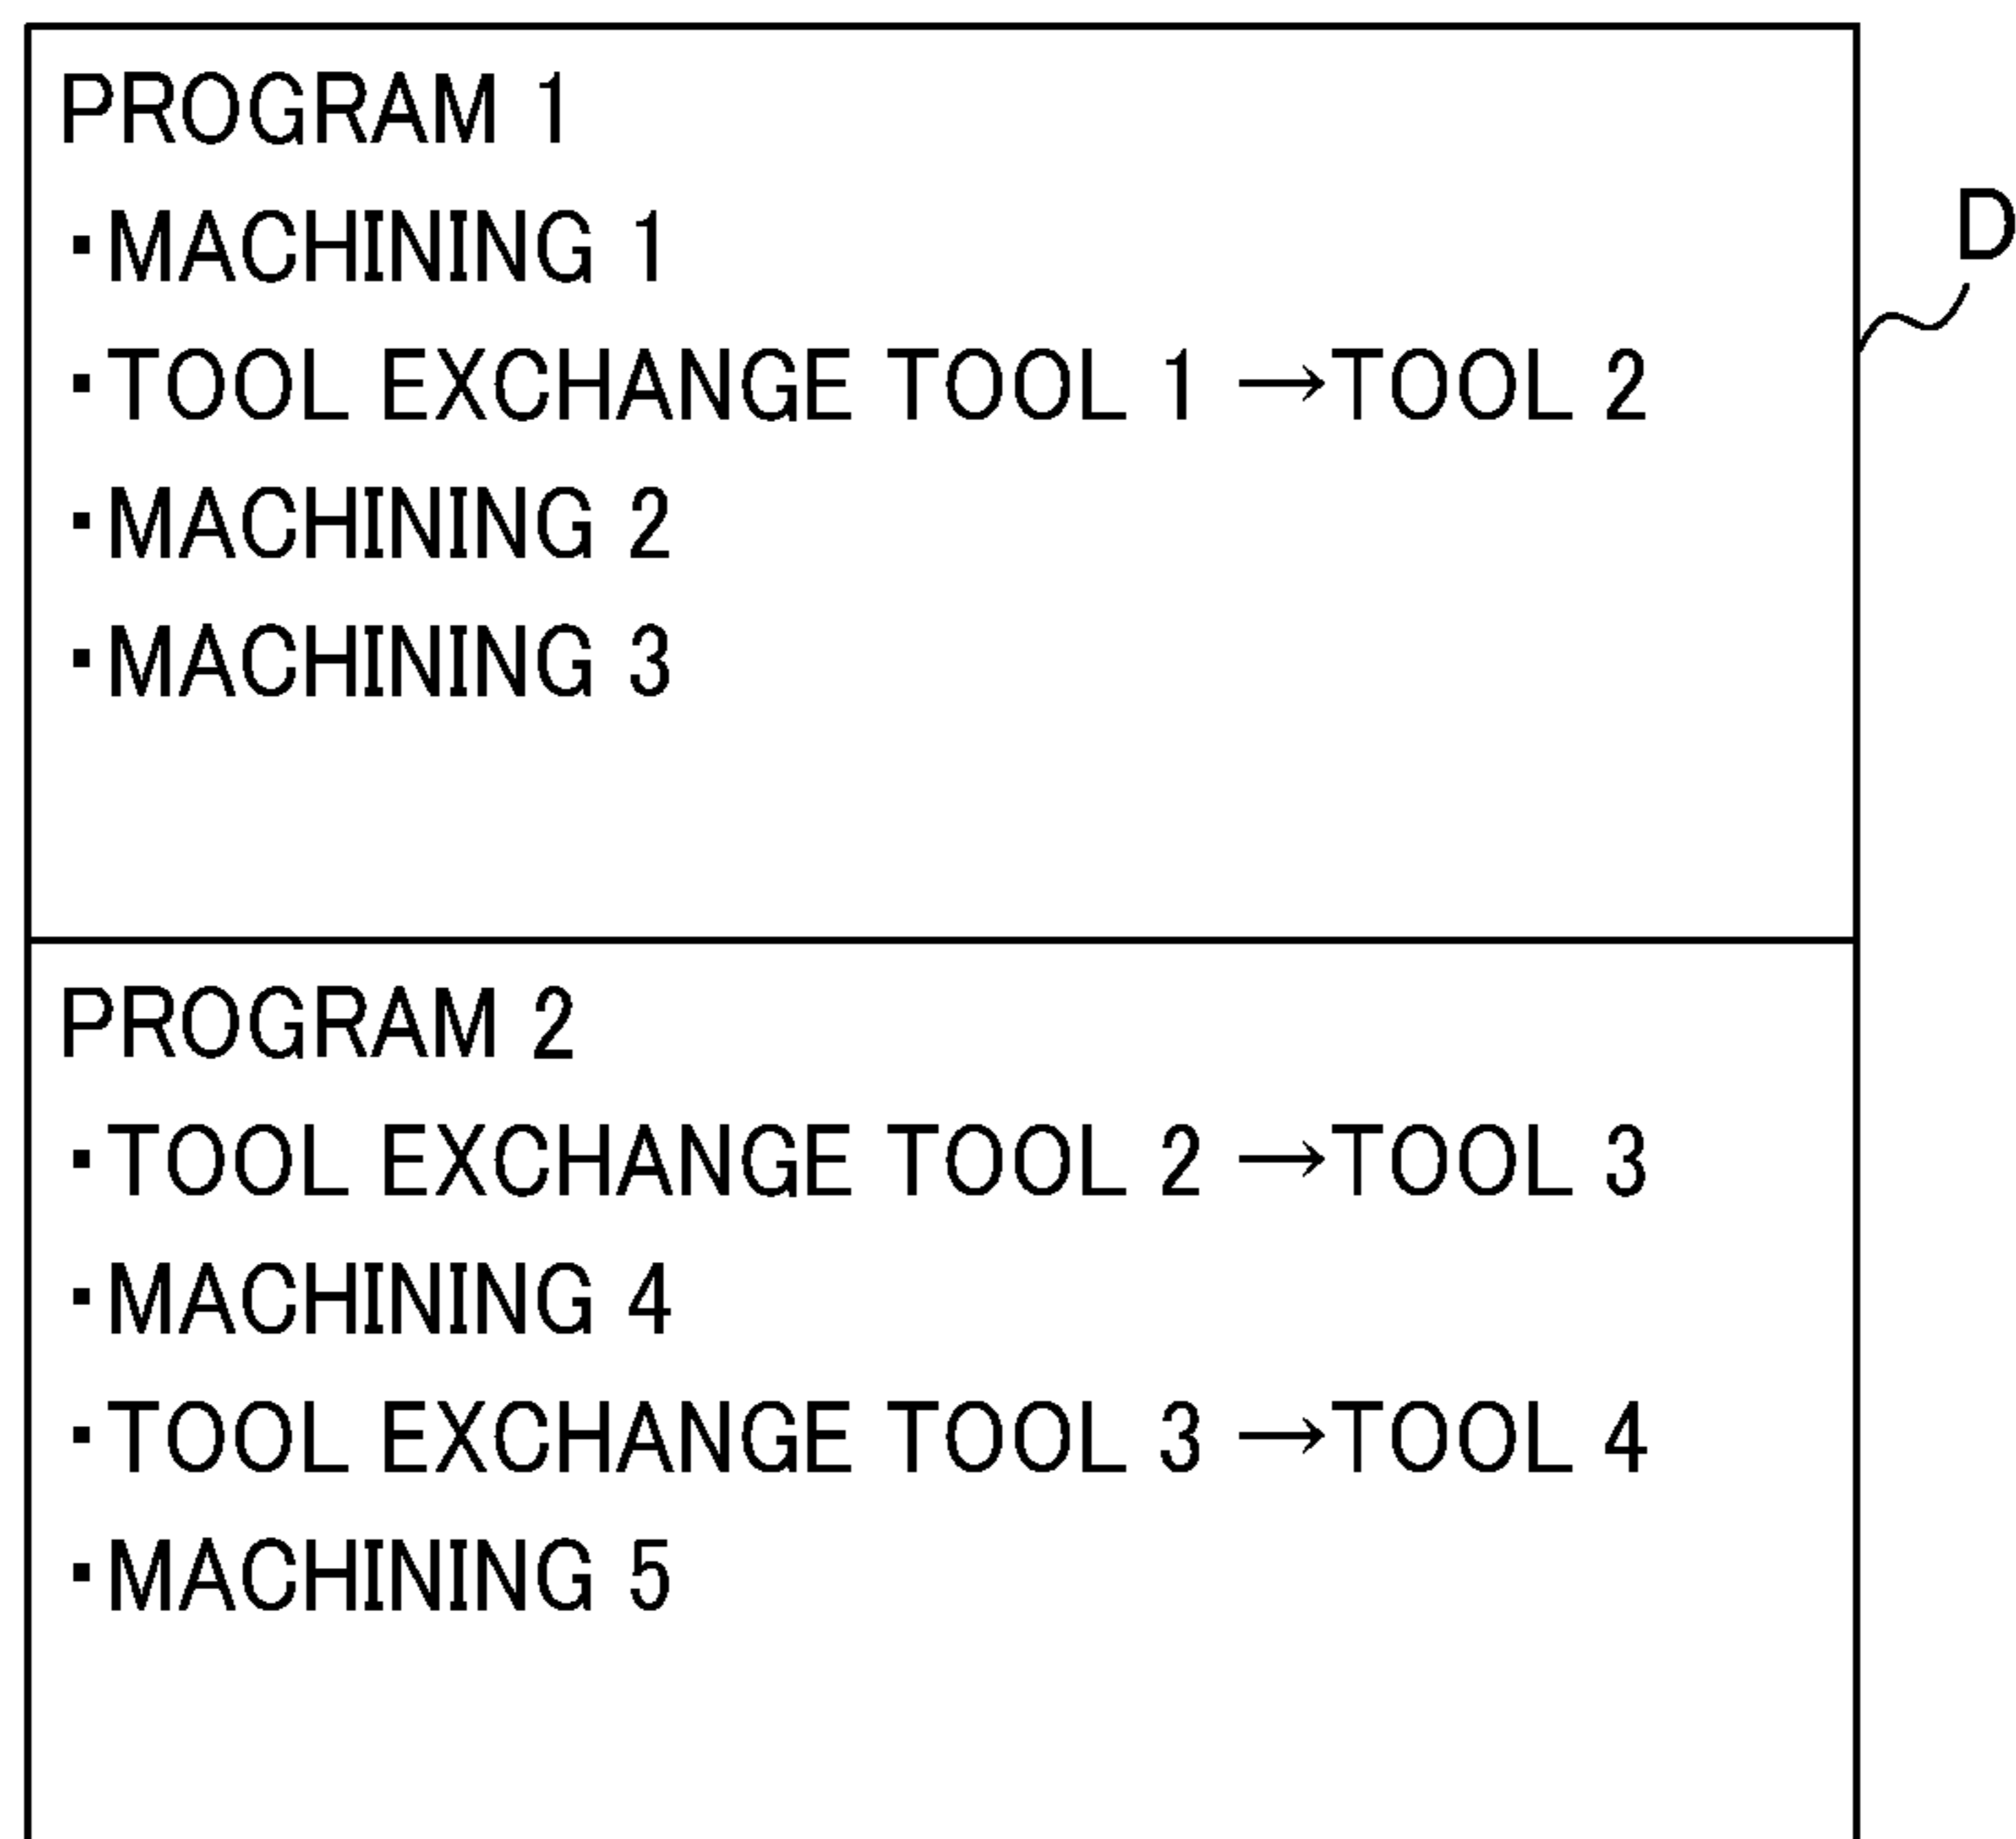 PROGRAM 1
・MACHINING 1
・TOOL EXCHANGE TOOL 1 →TOOL 2
・MACHINING 2
・MACHINING 3
D
PROGRAM 2
・TOOL EXCHANGE TOOL 2 →TOOL 3
・MACHINING 4
・TOOL EXCHANGE TOOL 3 →TOOL 4
・MACHINING 5